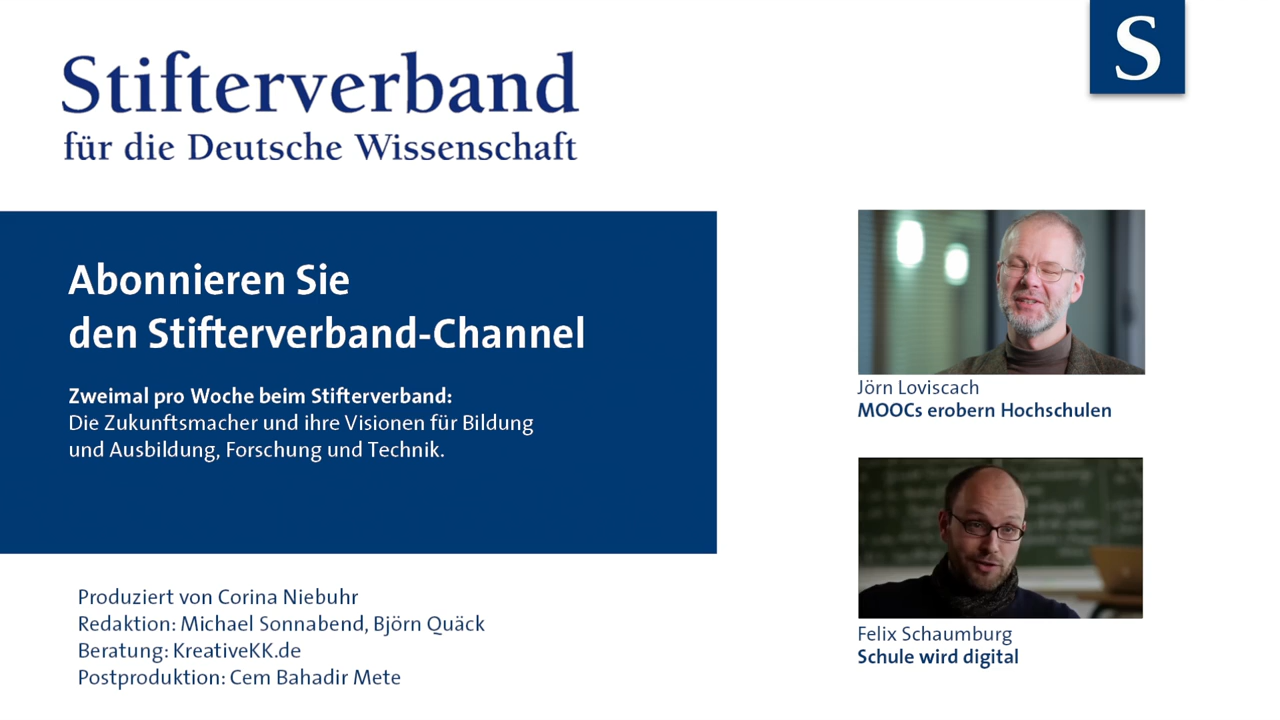 Stifterverband
für die Deutsche Wissenschaft
S
Abonnieren Sie
den Stifterverband-Channel
Zweimal pro Woche beim Stifterverband:
Die Zukunftsmacher und ihre Visionen für Bildung
und Ausbildung, Forschung und Technik.
Produziert von Corina Niebuhr
Redaktion: Michael Sonnabend, Björn Quäck
Beratung: KreativeKK.de
Postproduktion: Cem Bahadir Mete
Jörn Loviscach
MOOCs erobern Hochschulen
Felix Schaumburg
Schule wird digital